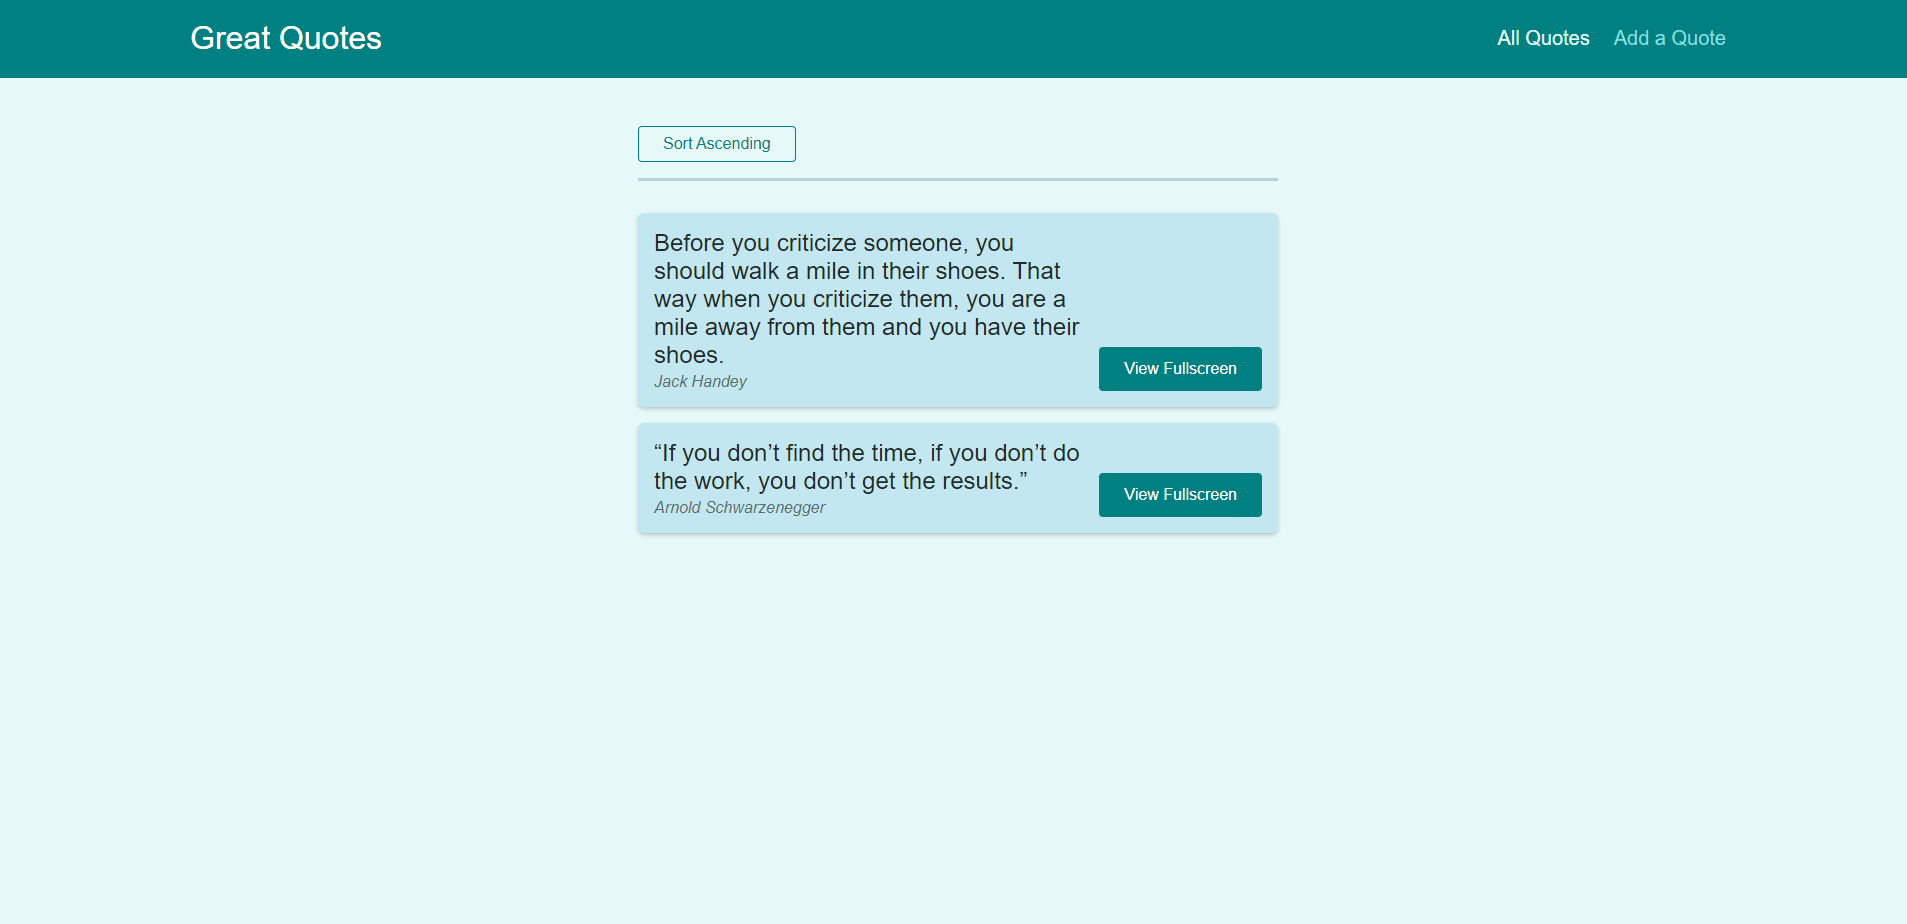 Great Quotes
All Quotes
Add a Quote
Sort Ascending
Before you criticize someone, you
should walk a mile in their shoes. That
way when you criticize them, you are a
mile away from them and you have their
shoes.
Jack Handey
View Fullscreen
“If you don’t find the time, if you don’t do
the work, you don’t get the results.”
Arnold Schwarzenegger
View Fullscreen